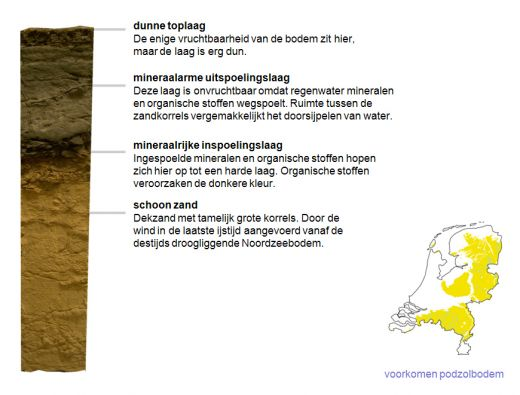 dunne toplaag
De enige vruchtbaarheid van de bodem zit hier,
maar de laag is erg dun.
mineraalarme uitspoelingslaag
Deze laag is onvruchtbaar omdat regenwater mineralen
en organische stoffen wegspoelt. Ruimte tussen de
zandkorrels vergemakkelijkt het doorsijpelen van water.
mineraalrijke inspoelingslaag
Ingespoelde mineralen en organische stoffen hopen
zich hier op tot een harde laag. Organische stoffen
veroorzaken de donkere kleur.
schoon zand
Dekzand met tamelijk grote korrels. Door de
wind in de laatste ijstijd aangevoerd vanaf de
destijds droogliggende Noordzeebodem.
voorkomen podzolbodem